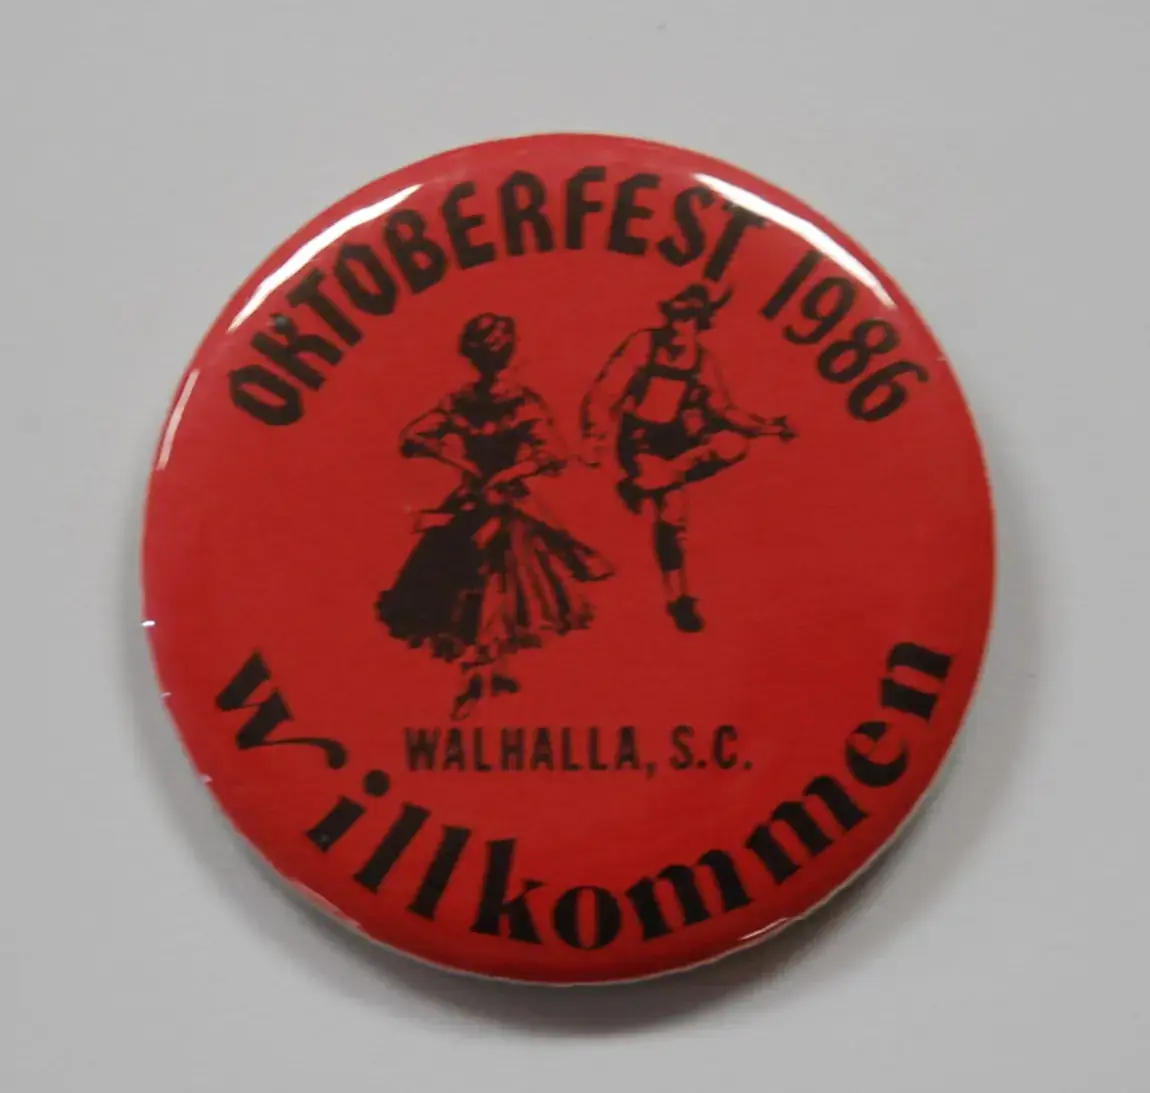 OKTOBERFEST 1986
WALHALLA, S.C.
Willkommen